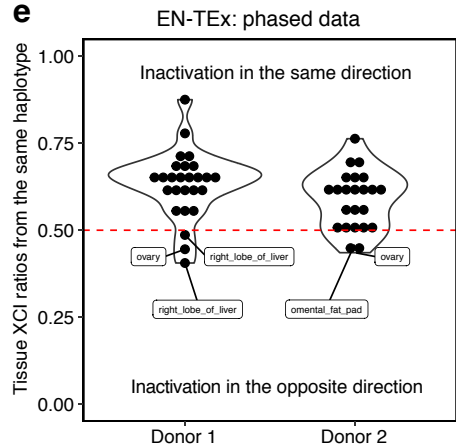 e
EN-TEx: phased data
Tissue XCI ratios from the same haplotype
1.00
0.75
0.50
0.25
0.00
Inactivation in the same direction
ovary
right_lobe_of_liver
right_lobe_of_liver
omental_fat_pad
ovary
Inactivation in the opposite direction
Donor 1
Donor 2